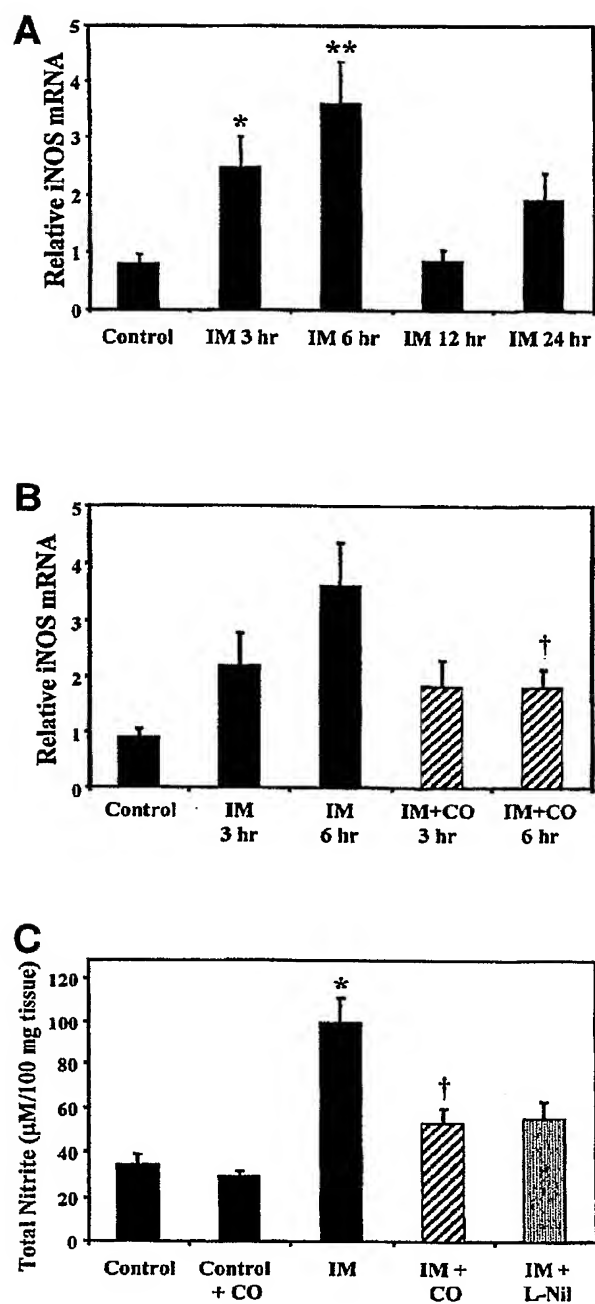 A
Relative iNOS mRNA
5
4
3
2
1
0
*
**
Control IM 3 hr IM 6 hr IM 12 hr IM 24 hr
B
Relative iNOS mRNA
5
4
3
2
1
0
†
Control IM IM IM+CO IM+CO
3 hr 6 hr 3 hr 6 hr
C
Total Nitrite (µM/100 mg tissue)
120
100
80
60
40
20
0
*
†
Control Control IM IM + IM +
+ CO CO L-Nil